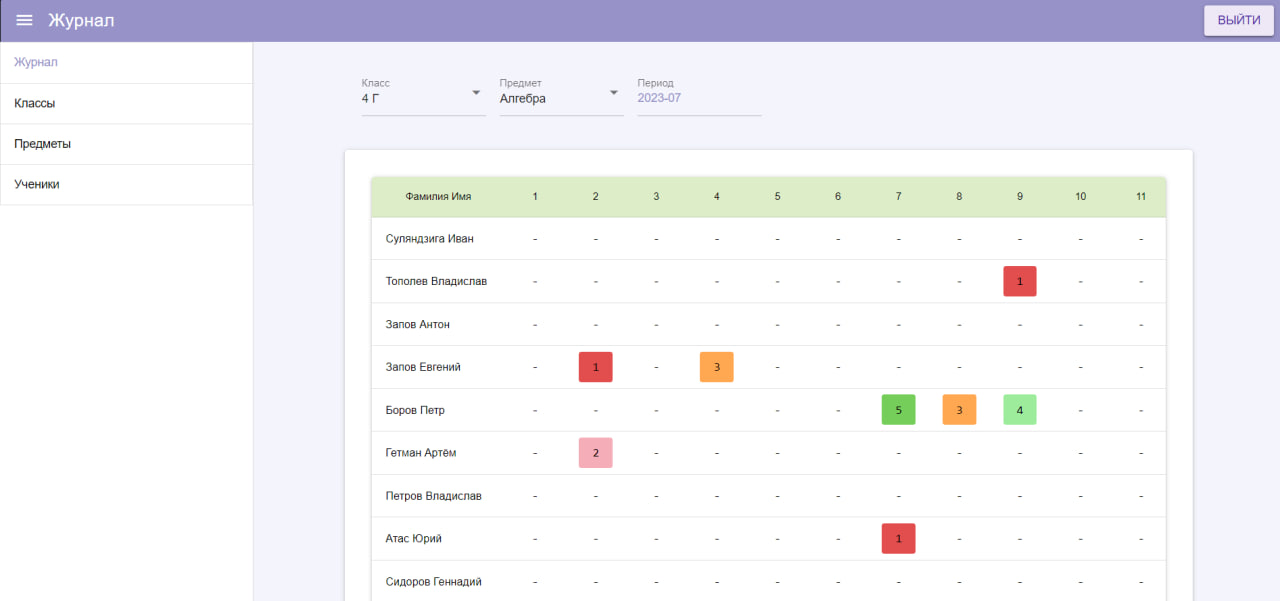 Журнал
ВЫЙТИ
Журнал
Классы
Предметы
Ученики
Класс
4 Г
Предмет
Алгебра
Период
2023-07
Фамилия Имя 1 2 3 4 5 6 7 8 9 10 11
Суляндзига Иван - - - - - - - - - - -
Тополев Владислав - - - - - - - - 1 - -
Запов Антон - - - - - - - - - - -
Запов Евгений - 1 - 3 - - - - - - -
Боров Петр - - - - - - 5 3 4 - -
Гетман Артём - 2 - - - - - - - - -
Петров Владислав - - - - - - - - - - -
Атас Юрий - - - - - - 1 - - - -
Сидоров Геннадий - - - - - - - - - - -